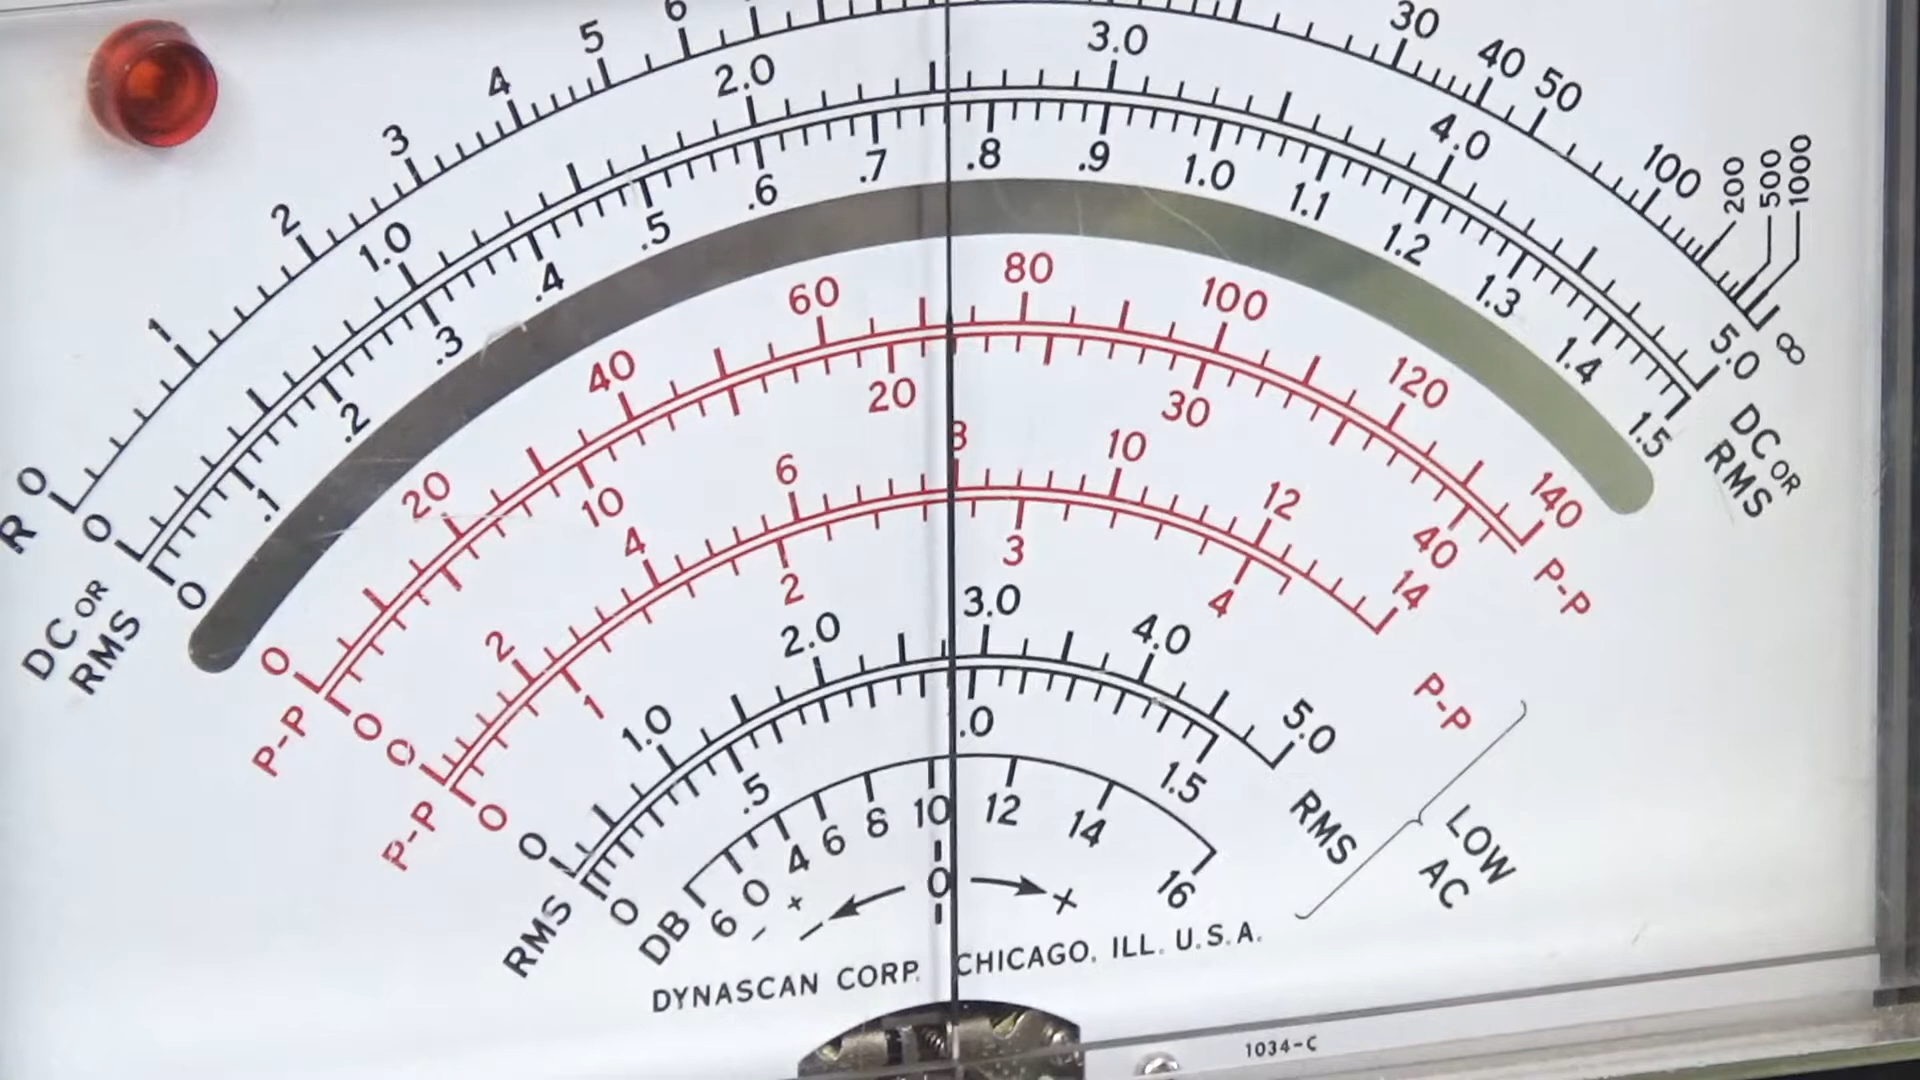 R 0 1 2 3 4 5 6 30 40 50 100 200 500 1000 ∞
DC OR RMS 0 1.0 2.0 3.0 4.0 5.0 DC OR RMS
0 .1 .2 .3 .4 .5 .6 .7 .8 .9 1.0 1.1 1.2 1.3 1.4 1.5
P-P 0 20 40 60 80 100 120 140 P-P
0 10 20 30 40
P-P 0 2 4 6 8 10 12 14 P-P
0 1 2 3 4
RMS 0 1.0 2.0 3.0 4.0 5.0 RMS
0 .5 .0 1.5
LOW
AC
DB 6 0 4 6 8 10 12 14 16
- + - 0 +
DYNASCAN CORP. CHICAGO, ILL. U.S.A.
1034-C